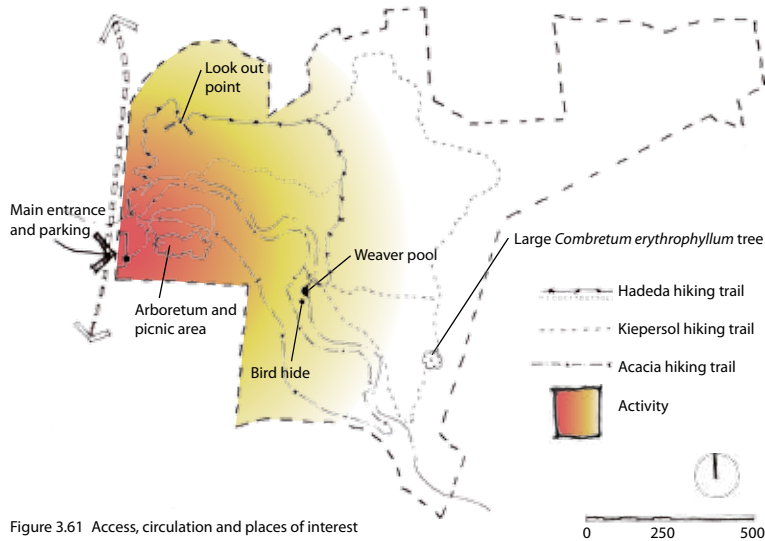 Look out
point
Main entrance
and parking
Large Combretum erythrophyllum tree
Weaver pool
Arboretum and
picnic area
Bird hide
Hadeda hiking trail
Kiepersol hiking trail
Acacia hiking trail
Activity
0 250 500
Figure 3.61 Access, circulation and places of interest